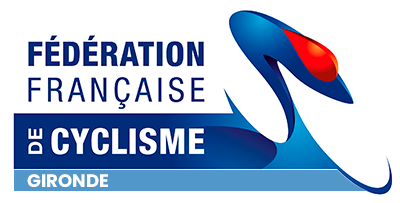 FÉDÉRATION
FRANÇAISE
DE CYCLISME
GIRONDE